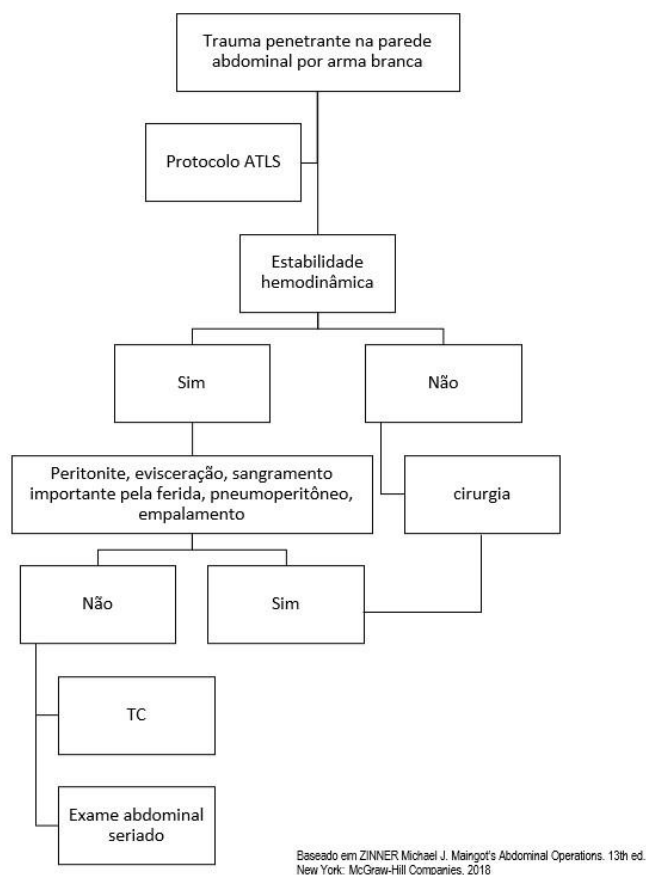 Trauma penetrante na parede
abdominal por arma branca
Protocolo ATLS
Estabilidade
hemodinâmica
Sim
Não
Peritonite, evisceração, sangramento
importante pela ferida, pneumoperitôneo,
empalamento
cirurgia
Não
Sim
TC
Exame abdominal
seriado
Baseado em ZINNER Michael J. Maingot's Abdominal Operations. 13th ed.
New York: McGraw-Hill Companies, 2018